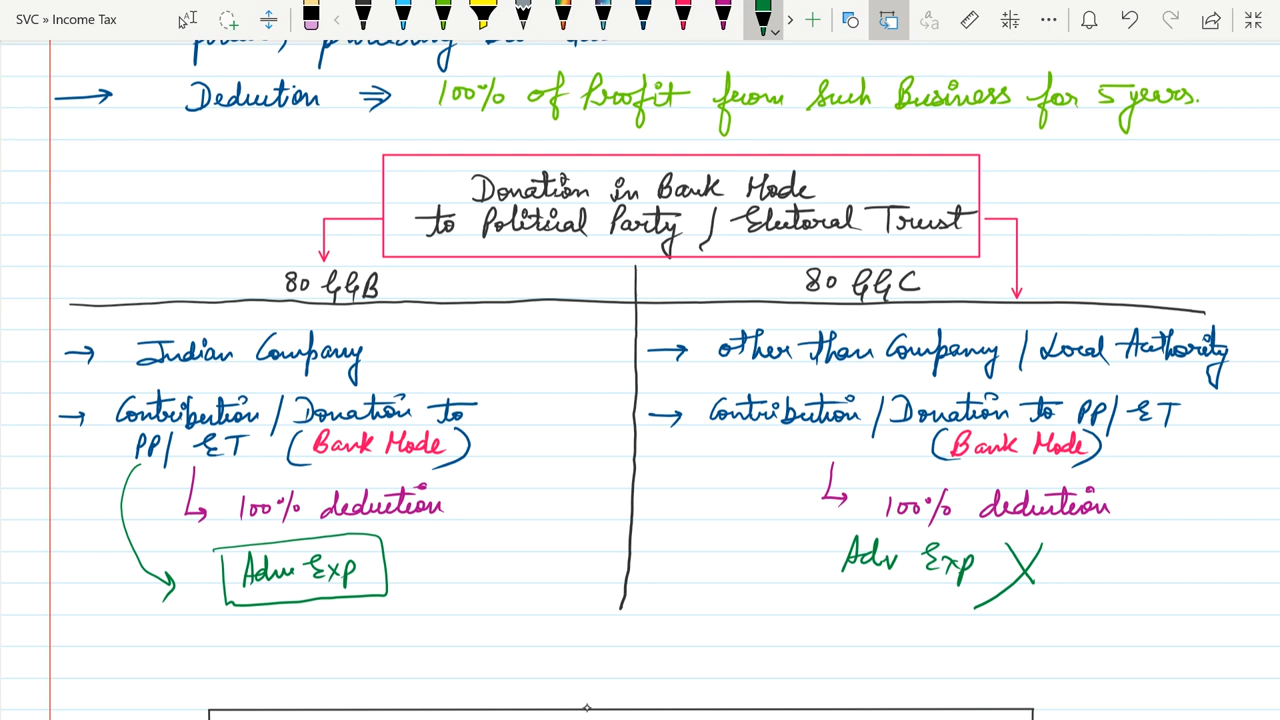 SVC » Income Tax
Deduction ⇒ 100% of Profit from Such Business for 5 years.
Donation in Bank Mode
to Political Party / Electoral Trust
80 GGB
80 GGC
→ Indian Company
→ Contribution / Donation to
PP/ ET (Bank Mode)
↳ 100% deduction
Adv Exp
→ Other than Company / Local Authority
→ Contribution / Donation to PP/ ET
(Bank Mode)
↳ 100% deduction
Adv Exp X